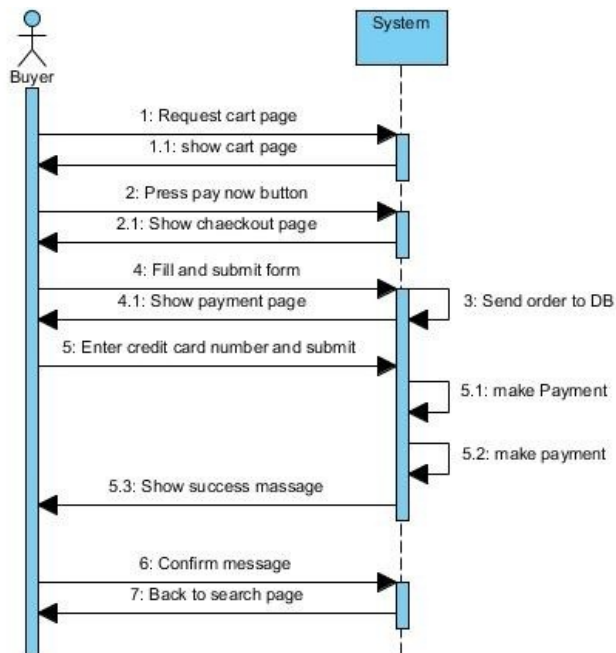 System
Buyer
1: Request cart page
1.1: show cart page
2: Press pay now button
2.1: Show chaeckout page
4: Fill and submit form
3: Send order to DB
4.1: Show payment page
5: Enter credit card number and submit
5.1: make Payment
5.2: make payment
5.3: Show success massage
6: Confirm message
7: Back to search page